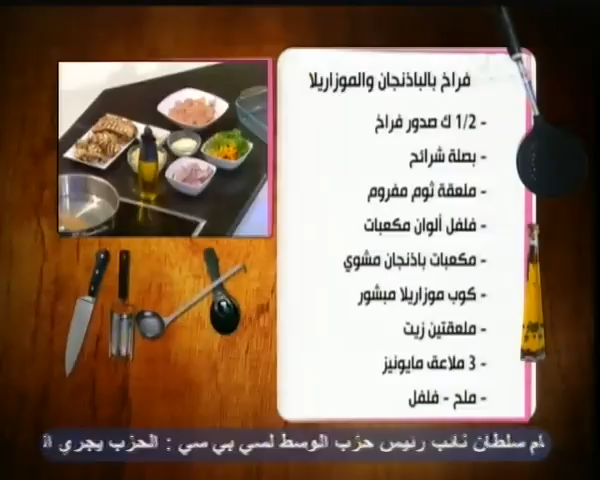 فراخ بالباذنجان والموزاريلا
- 1/2 ك صدور فراخ
- بصلة شرائح
- ملعقة ثوم مفروم
- فلفل ألوان مكعبات
- مكعبات باذنجان مشوي
- كوب موزاريلا مبشور
- ملعقتين زيت
- 3 ملاعق مايونيز
- ملح - فلفل
سلطان نائب رئيس حزب الوسط لسي بي سي : الحزب يجري